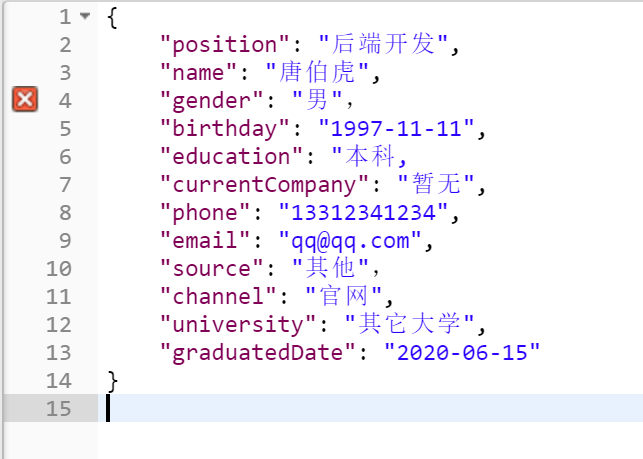 1 {
2 "position": "后端开发",
3 "name": "唐伯虎",
4 "gender": "男"，
5 "birthday": "1997-11-11",
6 "education": "本科,
7 "currentCompany": "暂无",
8 "phone": "13312341234",
9 "email": "qq@qq.com",
10 "source": "其他"，
11 "channel": "官网",
12 "university": "其它大学",
13 "graduatedDate": "2020-06-15"
14 }
15